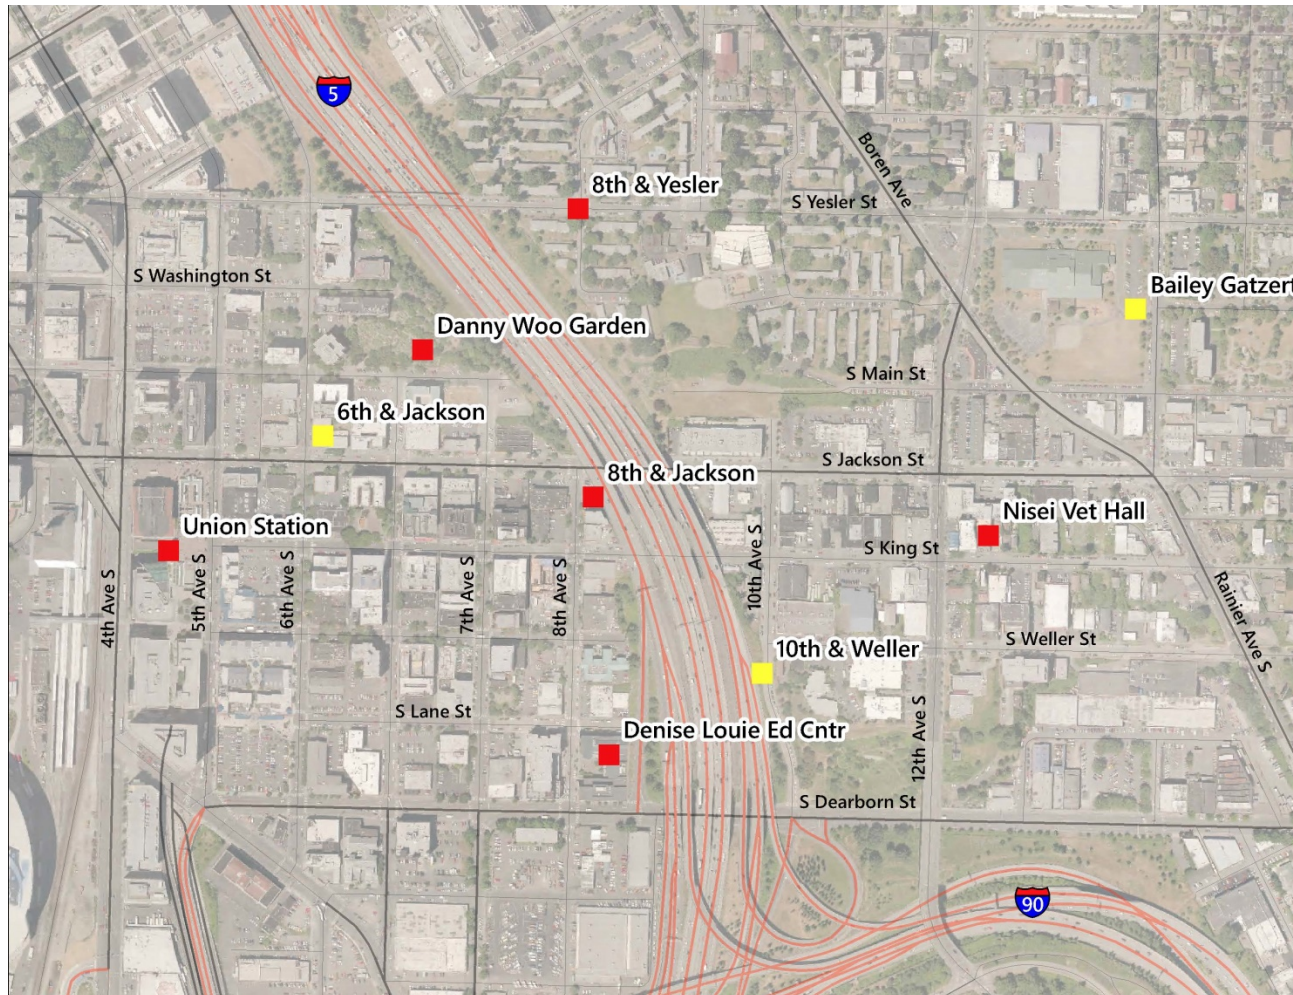 5
Boren Ave
8th & Yesler
S Yesler St
S Washington St
Bailey Gatzert
Danny Woo Garden
S Main St
6th & Jackson
S Jackson St
8th & Jackson
Union Station
Nisei Vet Hall
S King St
4th Ave S
5th Ave S
6th Ave S
7th Ave S
8th Ave S
10th Ave S
Rainier Ave S
S Weller St
10th & Weller
S Lane St
Denise Louie Ed Cntr
12th Ave S
S Dearborn St
90